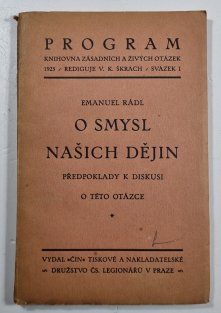 PROGRAM
KNIHOVNA ZÁSADNÍCH A ŽIVÝCH OTÁZEK
1925 / REDIGUJE V. K. ŠKRACH / SVAZEK 1
EMANUEL RÁDL
O SMYSL
NAŠICH DĚJIN
PŘEDPOKLADY K DISKUSI
O TÉTO OTÁZCE
VYDAL »ČIN« TISKOVÉ A NAKLADATELSKÉ
DRUŽSTVO ČS. LEGIONÁŘŮ V PRAZE